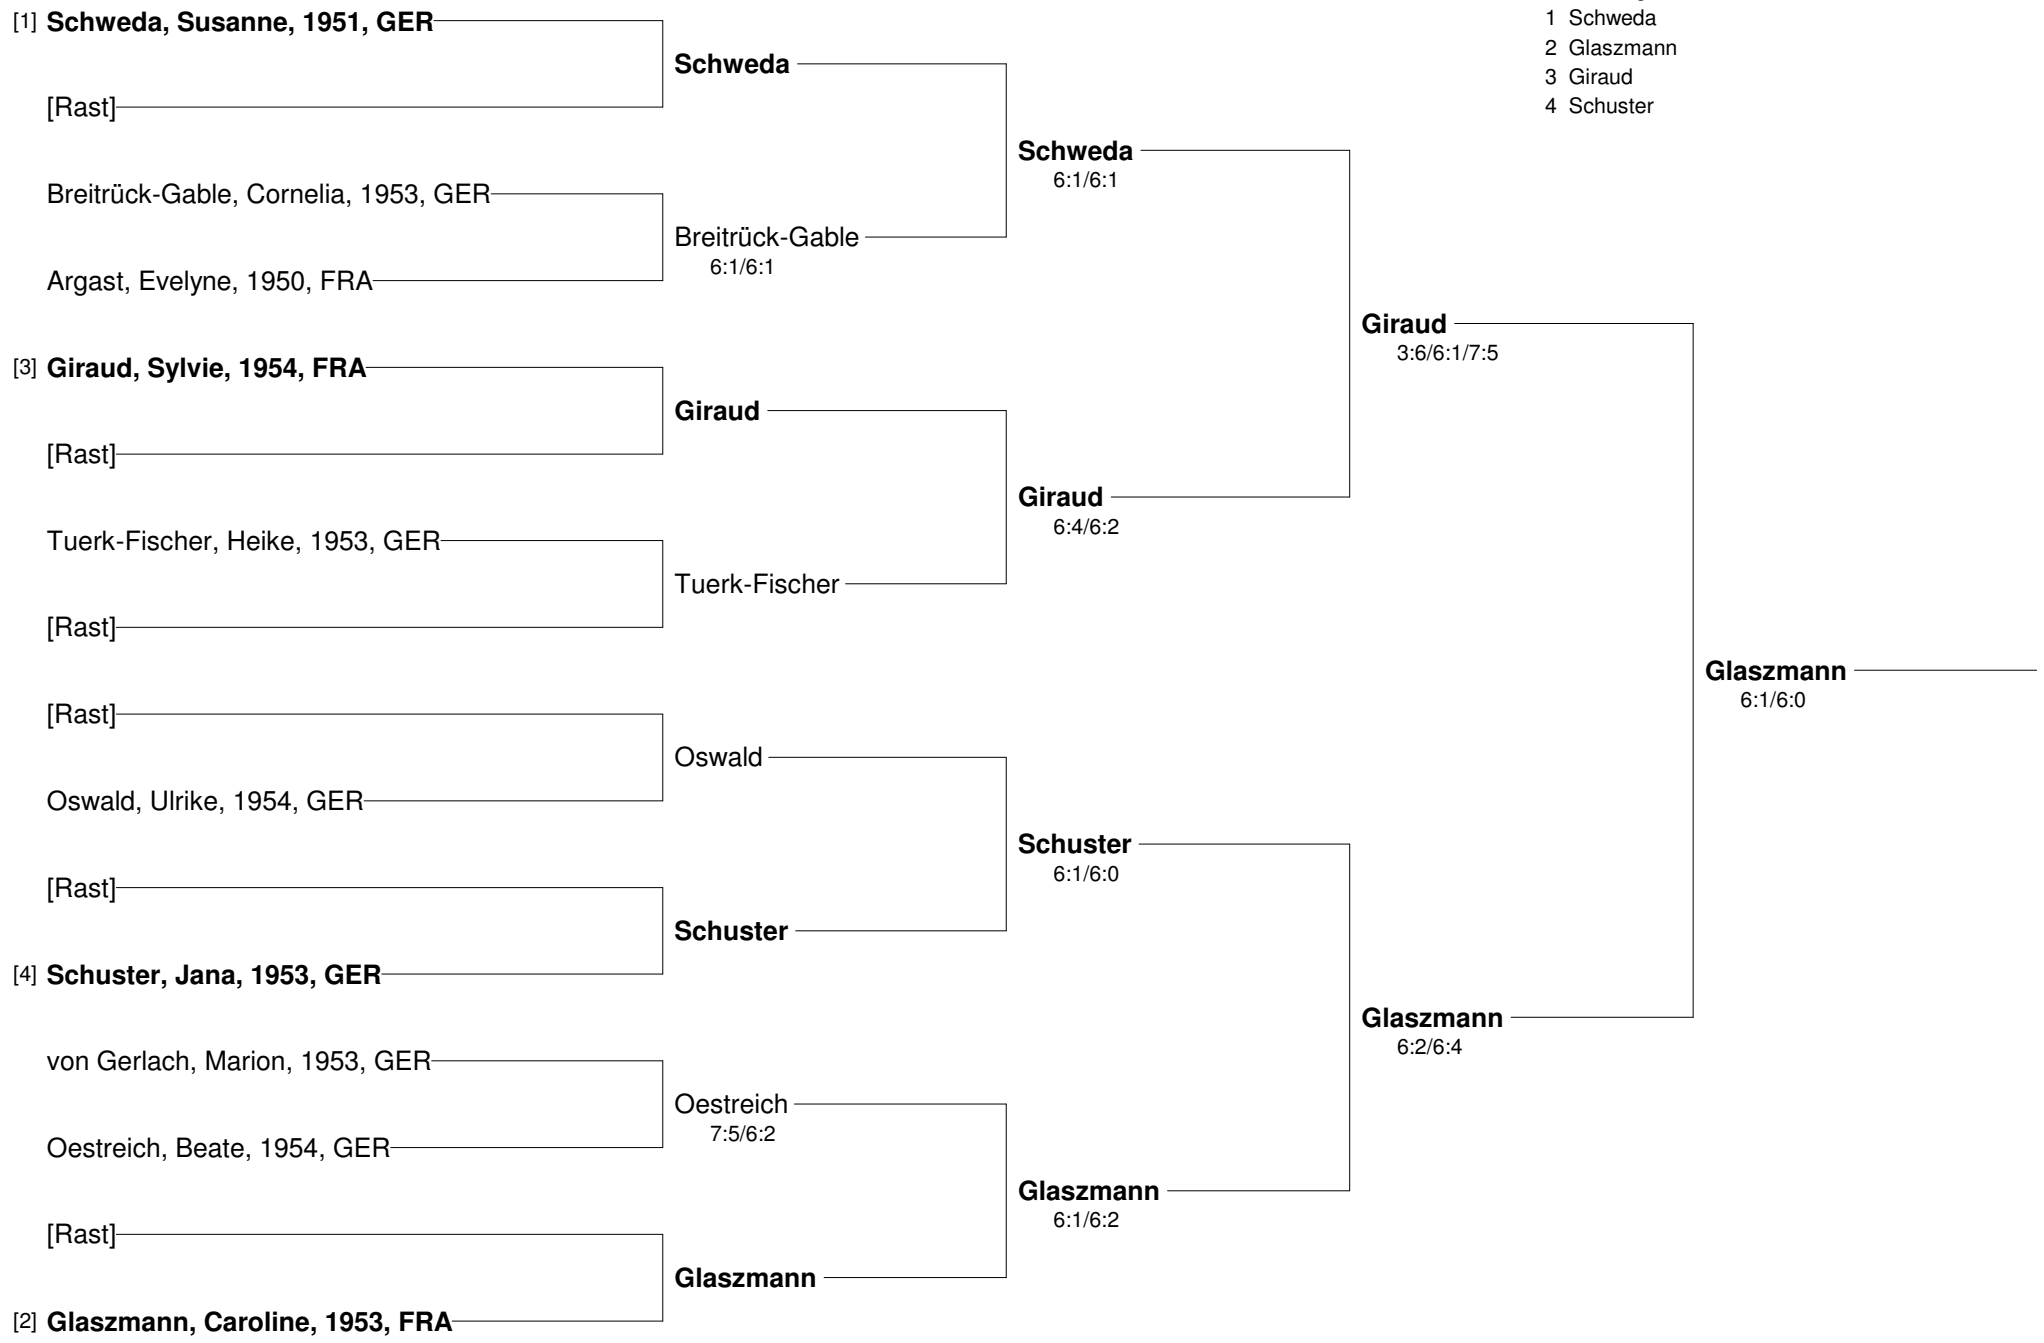 [1] Schweda, Susanne, 1951, GER
[Rast]
Breitrück-Gable, Cornelia, 1953, GER
Argast, Evelyne, 1950, FRA
[3] Giraud, Sylvie, 1954, FRA
[Rast]
Tuerk-Fischer, Heike, 1953, GER
[Rast]
[Rast]
Oswald, Ulrike, 1954, GER
[Rast]
[4] Schuster, Jana, 1953, GER
von Gerlach, Marion, 1953, GER
Oestreich, Beate, 1954, GER
[Rast]
[2] Glaszmann, Caroline, 1953, FRA
Schweda
Breitrück-Gable
6:1/6:1
Giraud
Tuerk-Fischer
Oswald
Schuster
Oestreich
7:5/6:2
Glaszmann
Schweda
6:1/6:1
Giraud
6:4/6:2
Schuster
6:1/6:0
Glaszmann
6:1/6:2
Giraud
3:6/6:1/7:5
Glaszmann
6:2/6:4
Glaszmann
6:1/6:0
1 Schweda
2 Glaszmann
3 Giraud
4 Schuster